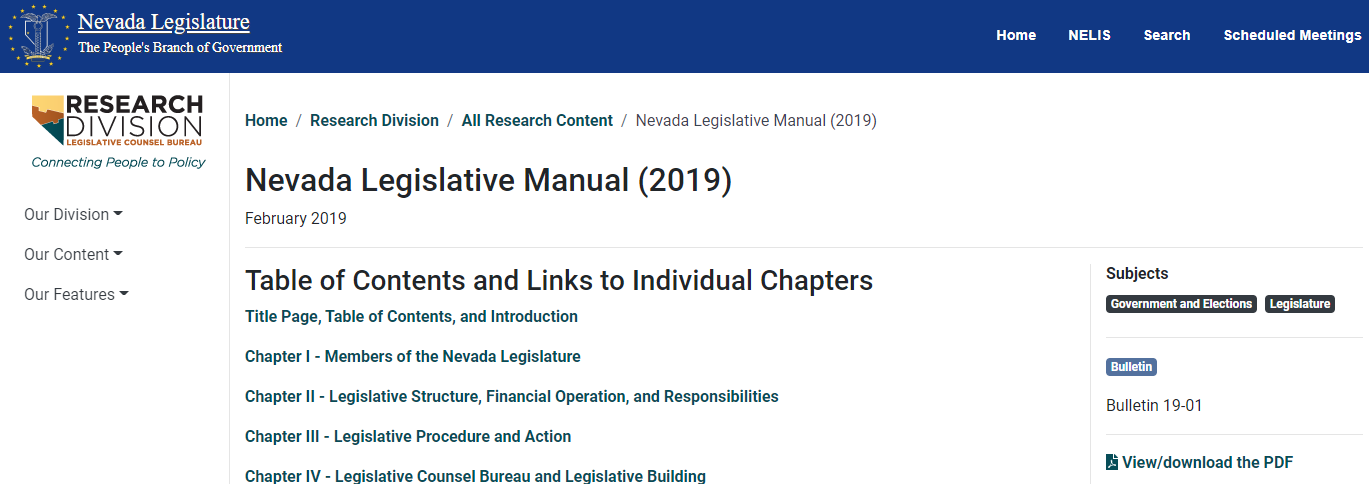 Nevada Legislature
The People's Branch of Government
Home NELIS Search Scheduled Meetings
RESEARCH
DIVISION
LEGISLATIVE COUNSEL BUREAU
Connecting People to Policy
Our Division
Our Content
Our Features
Home / Research Division / All Research Content / Nevada Legislative Manual (2019)
Nevada Legislative Manual (2019)
February 2019
Table of Contents and Links to Individual Chapters
Title Page, Table of Contents, and Introduction
Chapter I - Members of the Nevada Legislature
Chapter II - Legislative Structure, Financial Operation, and Responsibilities
Chapter III - Legislative Procedure and Action
Chapter IV - Legislative Counsel Bureau and Legislative Building
Subjects
Government and Elections Legislature
Bulletin
Bulletin 19-01
View/download the PDF